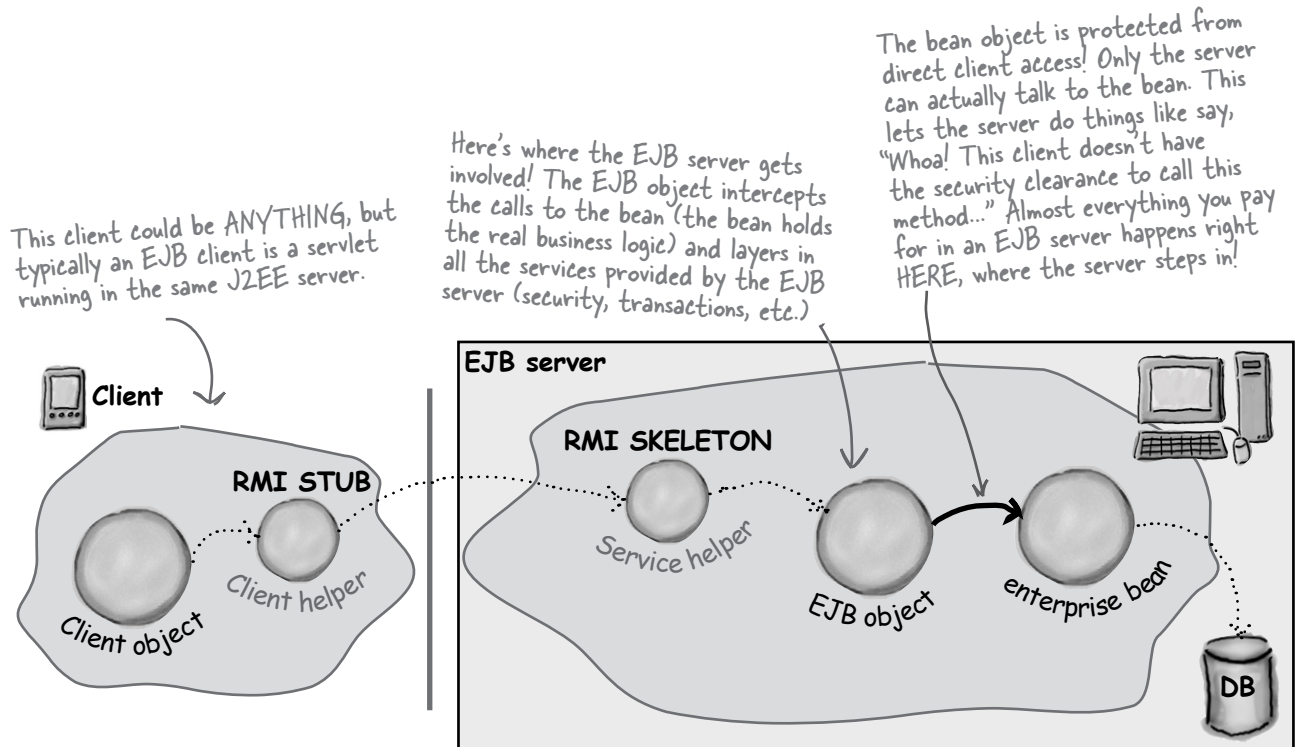 This client could be ANYTHING, but
typically an EJB client is a servlet
running in the same J2EE server.
Here's where the EJB server gets
involved! The EJB object intercepts
the calls to the bean (the bean holds
the real business logic) and layers in
all the services provided by the EJB
server (security, transactions, etc.)
The bean object is protected from
direct client access! Only the server
can actually talk to the bean. This
lets the server do things like say,
“Whoa! This client doesn't have
the security clearance to call this
method...” Almost everything you pay
for in an EJB server happens right
HERE, where the server steps in!
Client
RMI STUB
Client object
Client helper
EJB server
RMI SKELETON
Service helper
EJB object
enterprise bean
DB